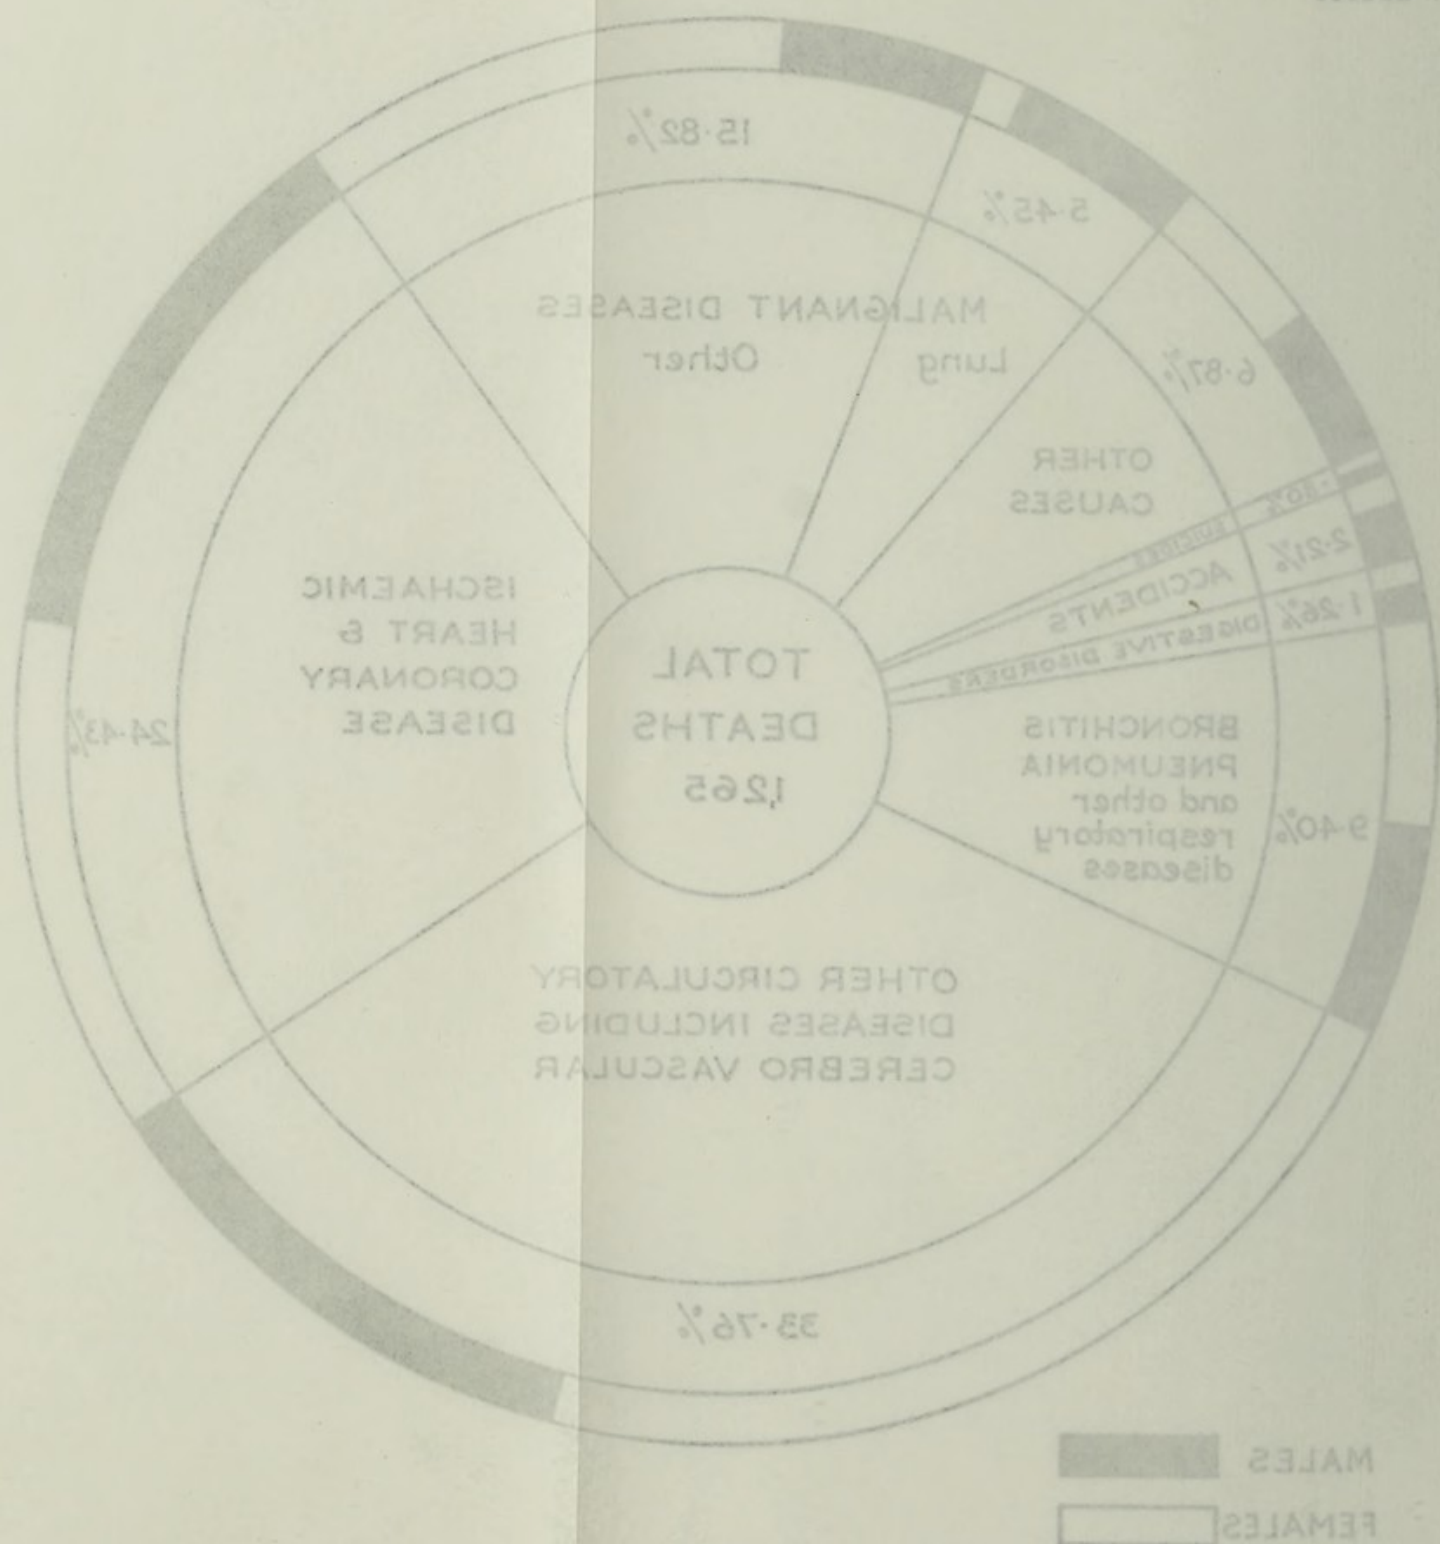 15·82%
5·45%
6·87%
MALIGNANT DISEASES
Lung Other
OTHER
CAUSES
SUICIDES
·80%
ACCIDENTS
2·21%
DIGESTIVE DISORDERS
1·26%
BRONCHITIS
PNEUMONIA
and other
respiratory
diseases
9·40%
ISCHAEMIC
HEART &
CORONARY
DISEASE
24·43%
TOTAL
DEATHS
1,265
OTHER CIRCULATORY
DISEASES INCLUDING
CEREBRO VASCULAR
33·76%
MALES
FEMALES